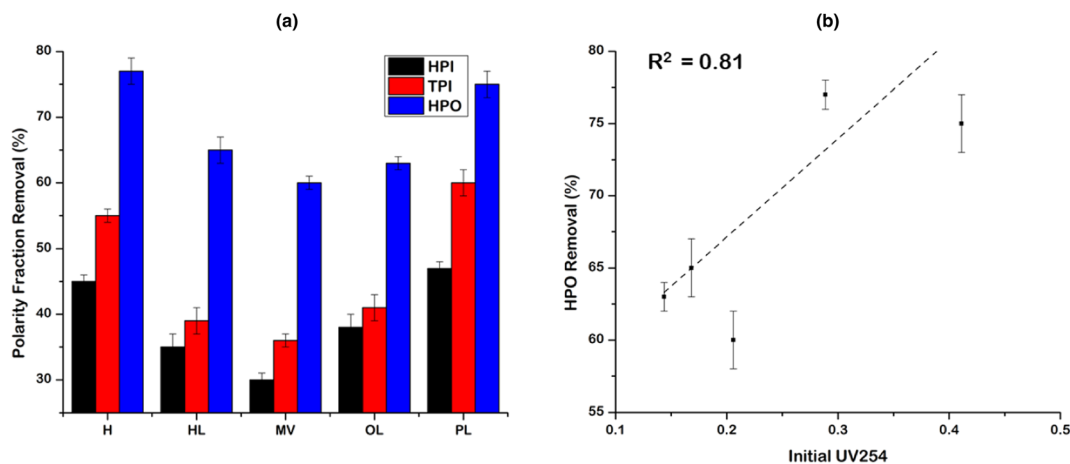 (a)
80
70
60
50
40
30
Polarity Fraction Removal (%)
HPI
TPI
HPO
H HL MV OL PL
(b)
R² = 0.81
80
75
70
65
60
55
HPO Removal (%)
0.1 0.2 0.3 0.4 0.5
Initial UV254